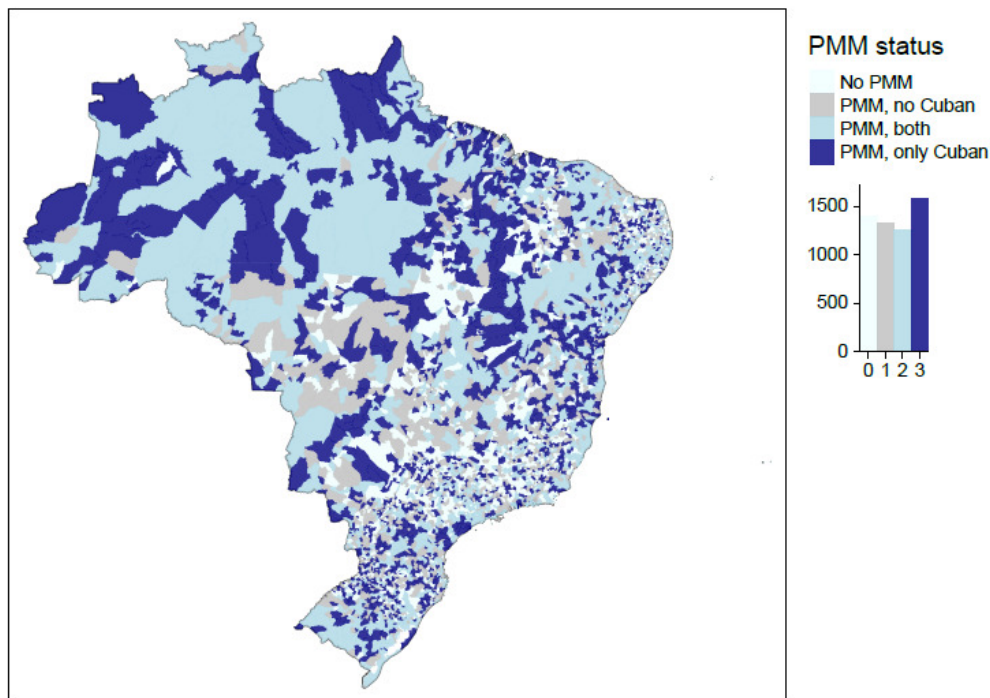 PMM status
No PMM
PMM, no Cuban
PMM, both
PMM, only Cuban
1500
1000
500
0
0 1 2 3